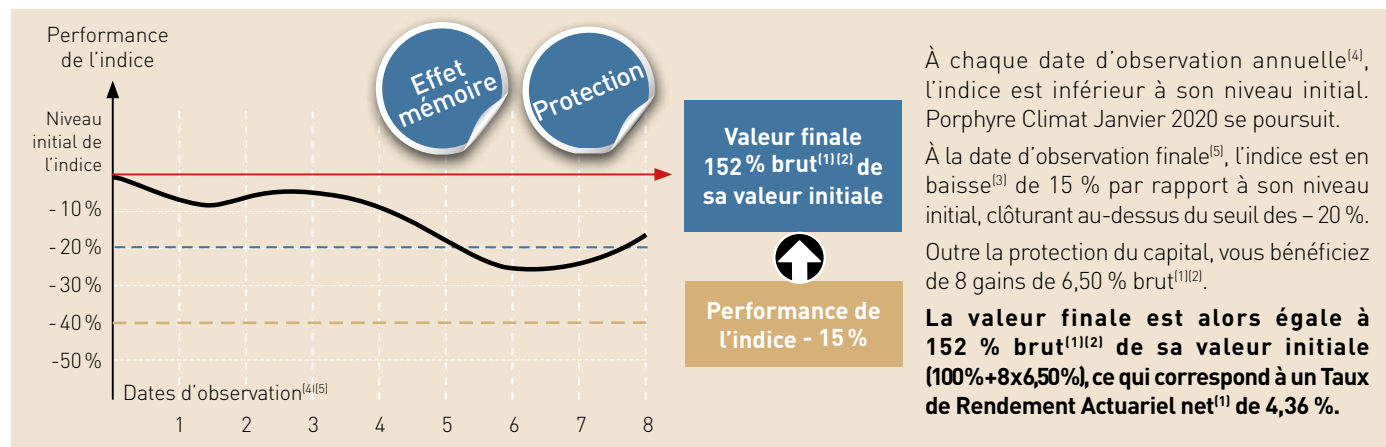 Performance
de l’indice
Niveau
initial de
l’indice
- 10 %
- 20 %
- 30 %
- 40 %
- 50 %
Dates d’observation(4)(5)
1 2 3 4 5 6 7 8
Effet
mémoire
Protection
Valeur finale
152 % brut(1)(2) de
sa valeur initiale
Performance de
l’indice - 15 %
À chaque date d’observation annuelle(4),
l’indice est inférieur à son niveau initial.
Porphyre Climat Janvier 2020 se poursuit.
À la date d’observation finale(5), l’indice est en
baisse(3) de 15 % par rapport à son niveau
initial, clôturant au-dessus du seuil des – 20 %.
Outre la protection du capital, vous bénéficiez
de 8 gains de 6,50 % brut(1)(2).
La valeur finale est alors égale à
152 % brut(1)(2) de sa valeur initiale
(100%+8x6,50%), ce qui correspond à un Taux
de Rendement Actuariel net(1) de 4,36 %.